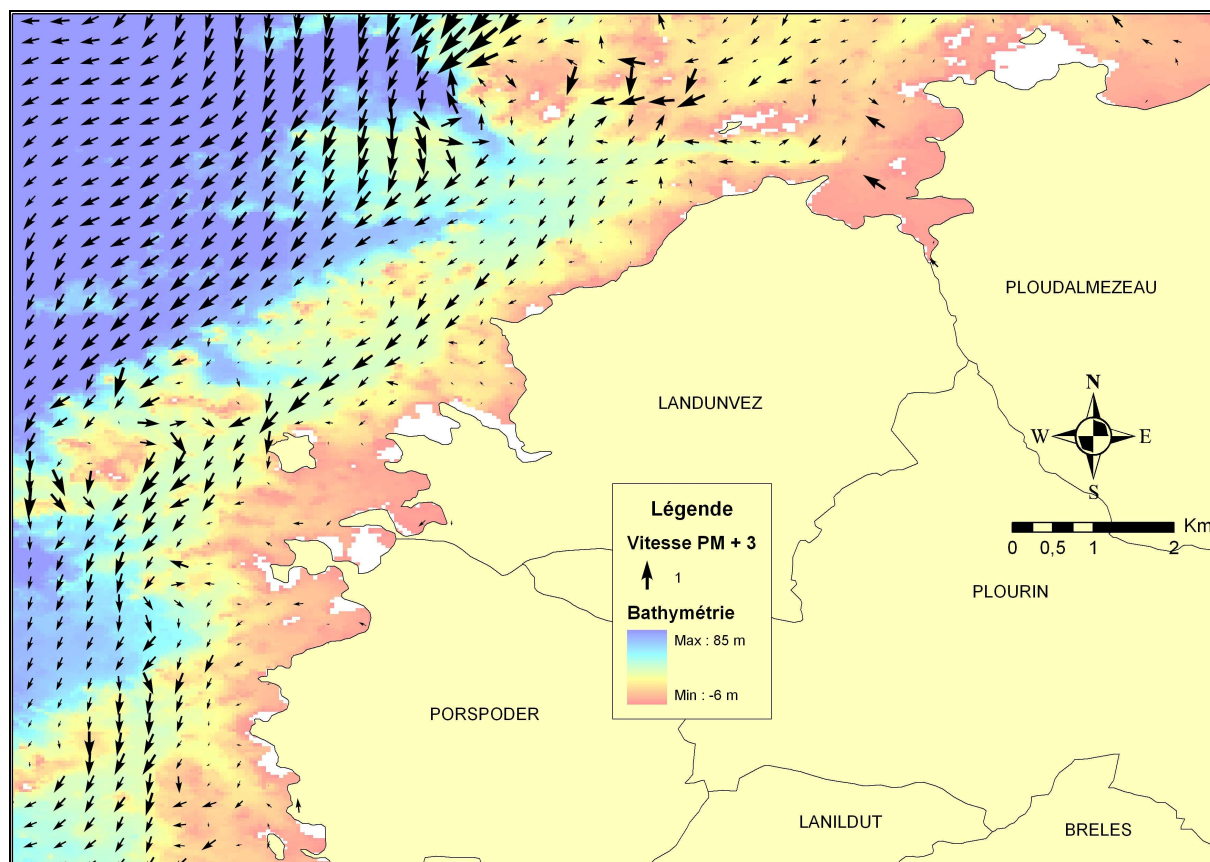 PLOUDALMEZEAU
LANDUNVEZ
N
W E
S
Km
0 0,5 1 2
Légende
Vitesse PM + 3
1
Bathymétrie
Max : 85 m
Min : -6 m
PLOURIN
PORSPODER
LANILDUT
BRELES